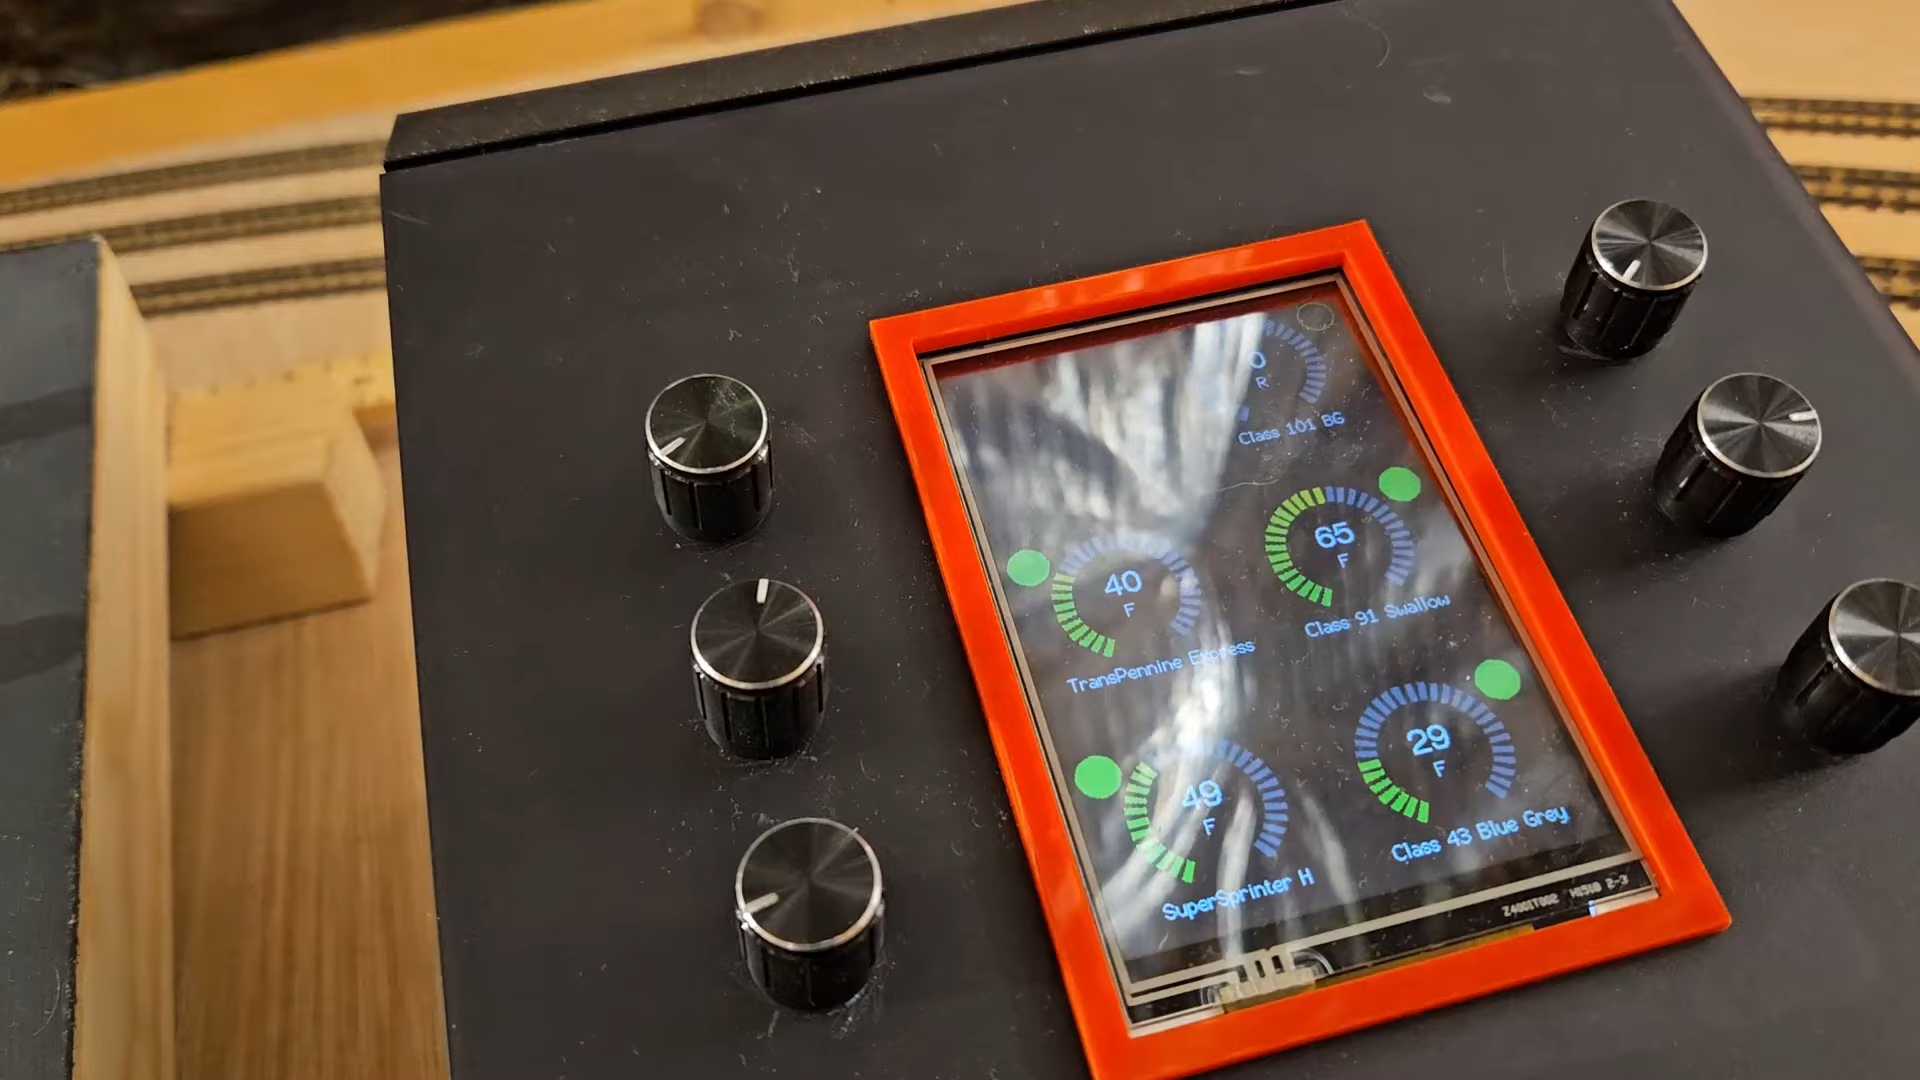 0
R
Class 101 BG
65
F
Class 91 Swallow
40
F
TransPennine Express
29
F
Class 43 Blue Grey
49
F
SuperSprinter H